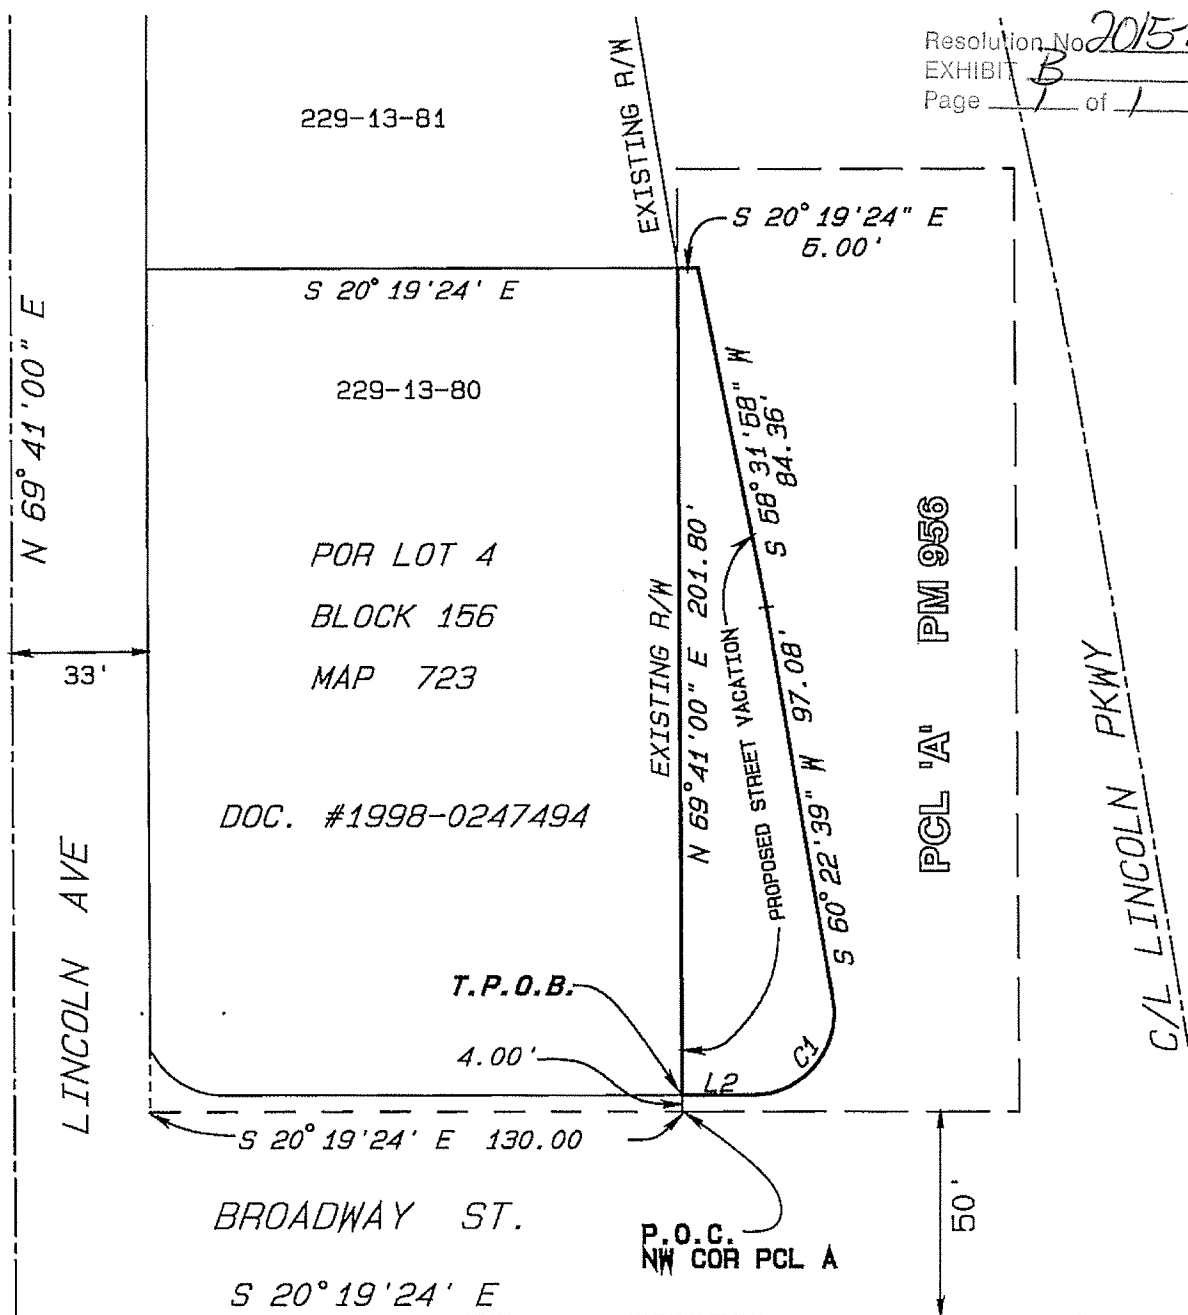 Resolution No 2015-
EXHIBIT B
Page 1 of 1
229-13-81
EXISTING R/W
S 20° 19'24" E
5.00'
S 20° 19'24' E
N 69° 41'00" E
229-13-80
S 58° 31'58" W
84.36'
POR LOT 4
BLOCK 156
MAP 723
EXISTING R/W
N 69° 41'00" E 201.80'
PROPOSED STREET VACATION
S 60° 22'39" W 97.08'
PCL 'A' PM 956
33'
C/L LINCOLN PKWY
DOC. #1998-0247494
LINCOLN AVE
T.P.O.B.
4.00'
L2
C1
S 20° 19'24' E 130.00
BROADWAY ST.
S 20° 19'24' E
P.O.C.
NW COR PCL A
50'